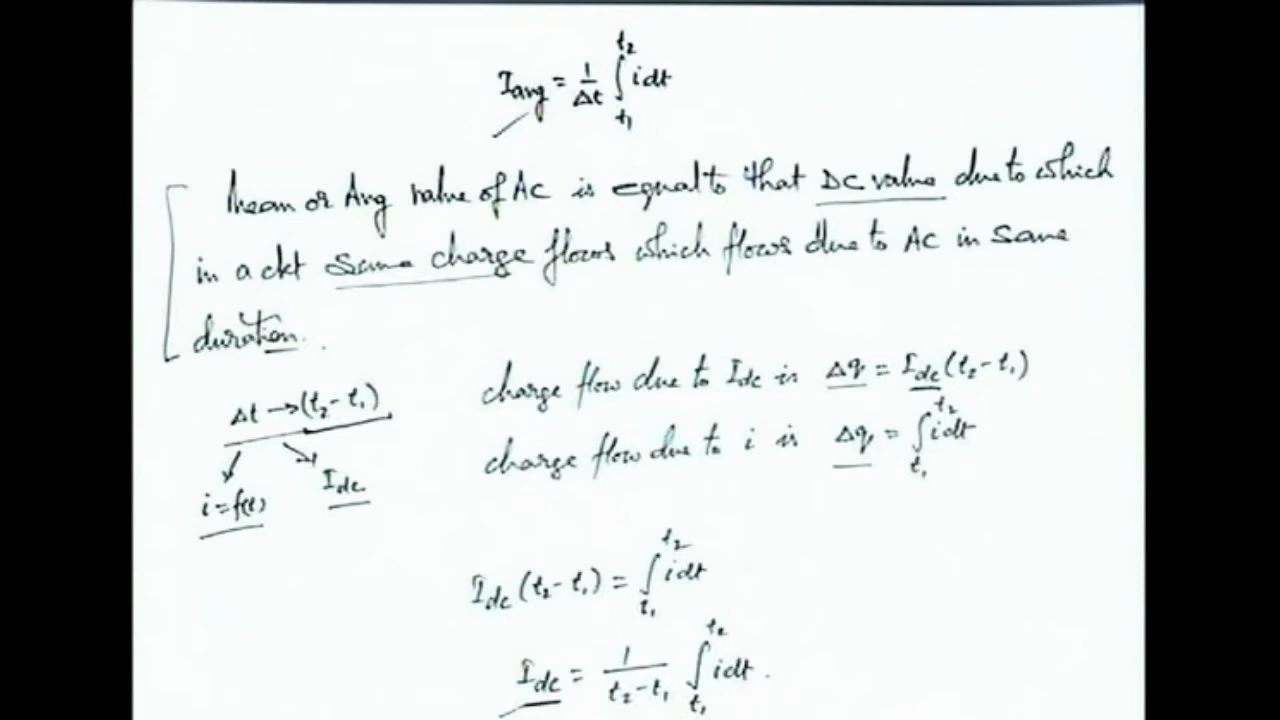 I_avg = 1/Δt ∫_{t₁}^{t₂} i dt
Mean or Avg value of AC is equal to that DC value due to which
in a ckt same charge flows which flows due to AC in same
duration.
Δt → (t₂ - t₁)
i = f(t)
I_dc
charge flow due to I_dc is Δq = I_dc (t₂ - t₁)
charge flow due to i is Δq = ∫_{t₁}^{t₂} i dt
I_dc (t₂ - t₁) = ∫_{t₁}^{t₂} i dt
I_dc = 1/(t₂ - t₁) ∫_{t₁}^{t₂} i dt.